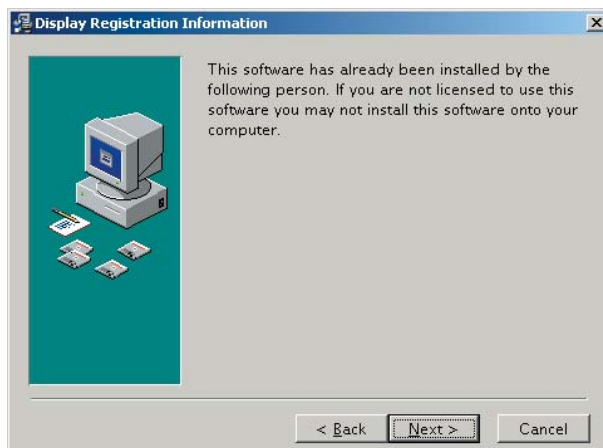 Display Registration Information
This software has already been installed by the
following person. If you are not licensed to use this
software you may not install this software onto your
computer.
< Back
Next >
Cancel